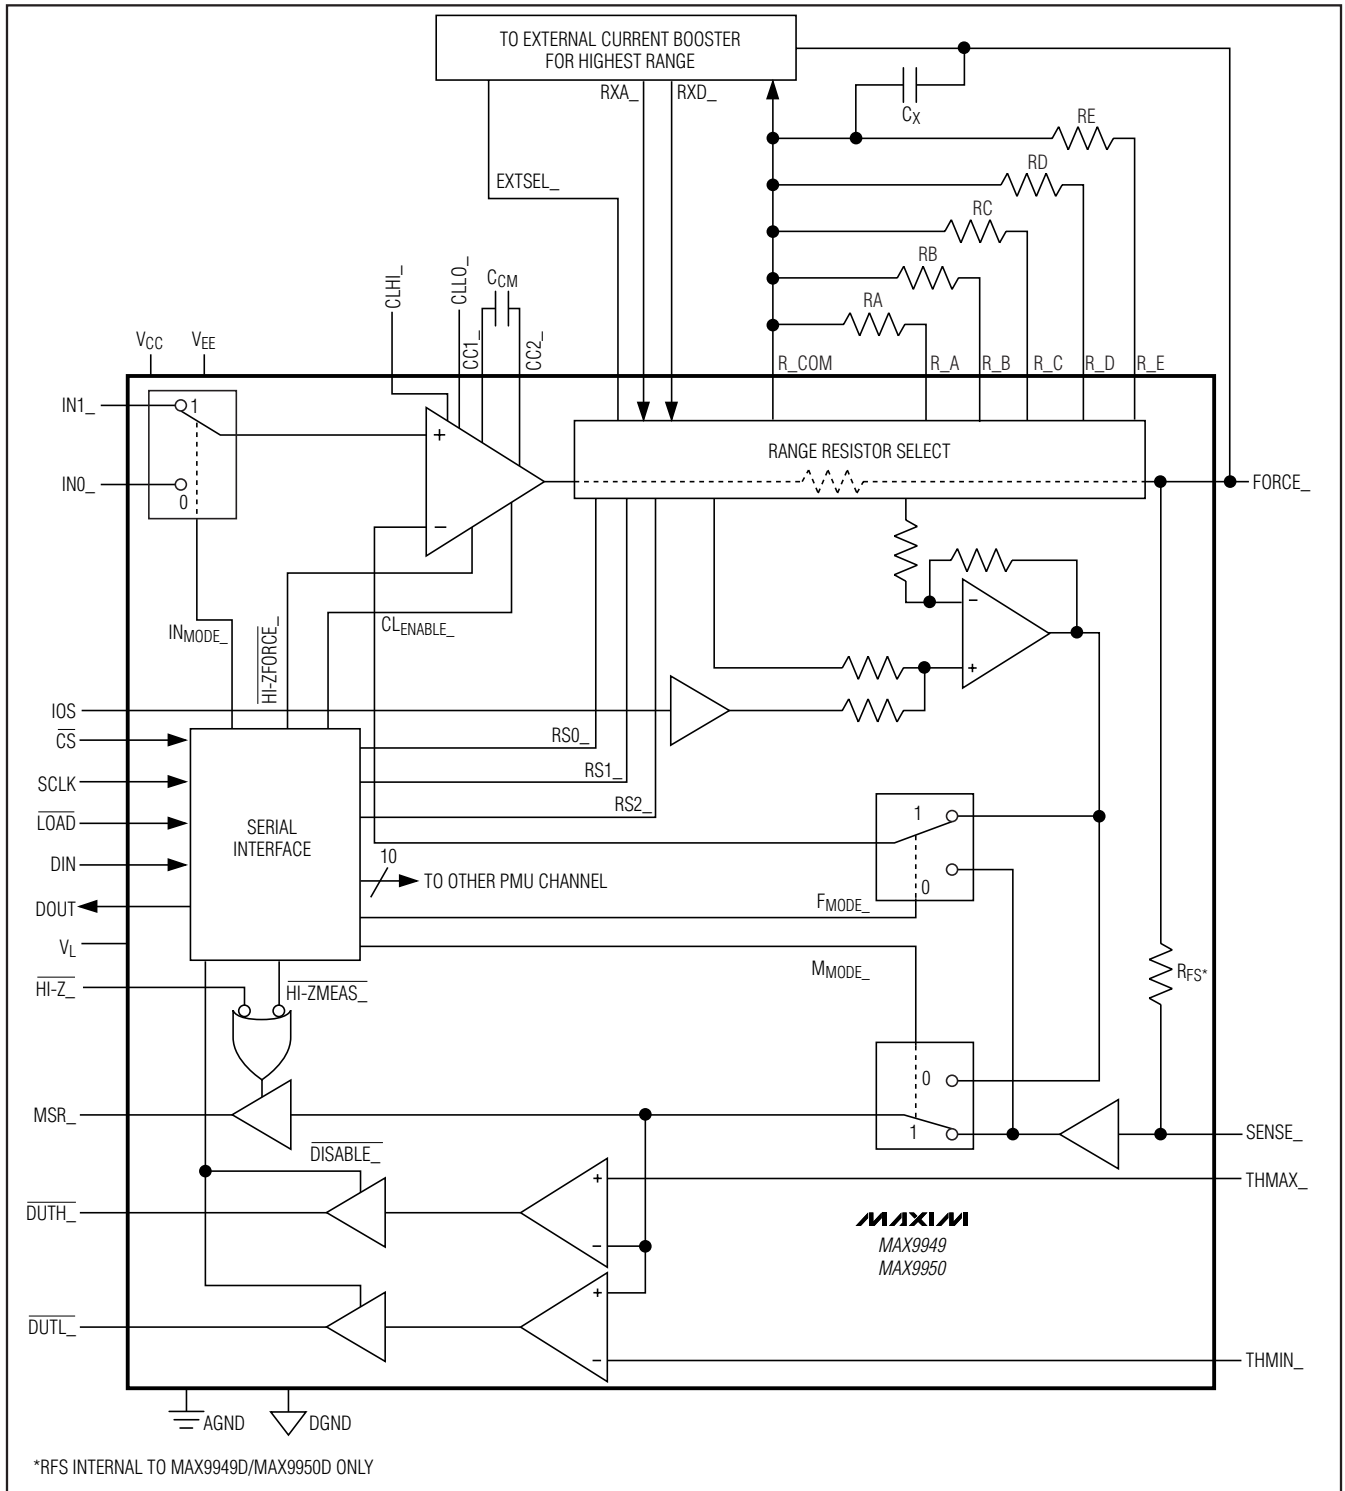 TO EXTERNAL CURRENT BOOSTER
FOR HIGHEST RANGE
RXA_
RXD_
CX
RE
RD
EXTSEL_
RC
RB
RA
CLHI_
CLLO_
CCM
CC1_
CC2_
VCC
VEE
R_COM
R_A
R_B
R_C
R_D
R_E
IN1_
1
+
RANGE RESISTOR SELECT
IN0_
0
−
FORCE_
−
INMODE_
HI-ZFORCE_
CLENABLE_
+
IOS
CS
RS0_
SCLK
RS1_
LOAD
RS2_
1
SERIAL
INTERFACE
DIN
10
TO OTHER PMU CHANNEL
0
DOUT
FMODE_
VL
MMODE_
RFS*
HI-Z_
HI-ZMEAS_
0
MSR_
1
SENSE_
DISABLE_
+
THMAX_
DUTH_
MAXIM
−
MAX9949
MAX9950
+
DUTL_
−
THMIN_
AGND
DGND
*RFS INTERNAL TO MAX9949D/MAX9950D ONLY